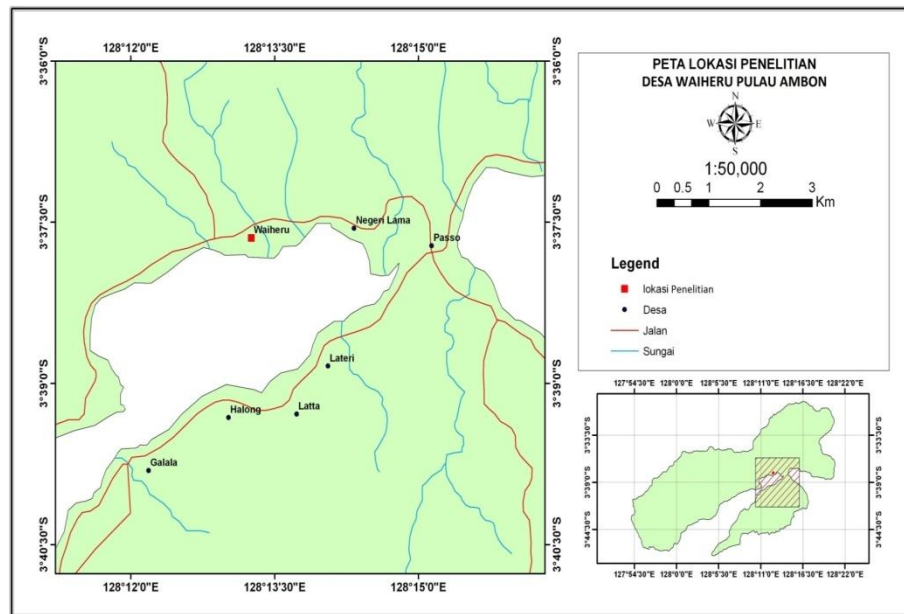 128°12'0"E 128°13'30"E 128°15'0"E
3°36'0"S 3°36'0"S
3°37'30"S 3°37'30"S
3°39'0"S 3°39'0"S
3°40'30"S 3°40'30"S
Waiheru
Negeri Lama
Passo
Lateri
Latta
Halong
Galala
128°12'0"E 128°13'30"E 128°15'0"E
PETA LOKASI PENELITIAN
DESA WAIHERU PULAU AMBON
N
W E
S
1:50,000
0 0.5 1 2 3
Km
Legend
lokasi Penelitian
Desa
Jalan
Sungai
127°54'30"E 128°0'0"E 128°5'30"E 128°11'0"E 128°16'30"E 128°22'0"E
3°33'30"S 3°33'30"S
3°39'0"S 3°39'0"S
3°44'30"S 3°44'30"S
127°54'30"E 128°0'0"E 128°5'30"E 128°11'0"E 128°16'30"E 128°22'0"E